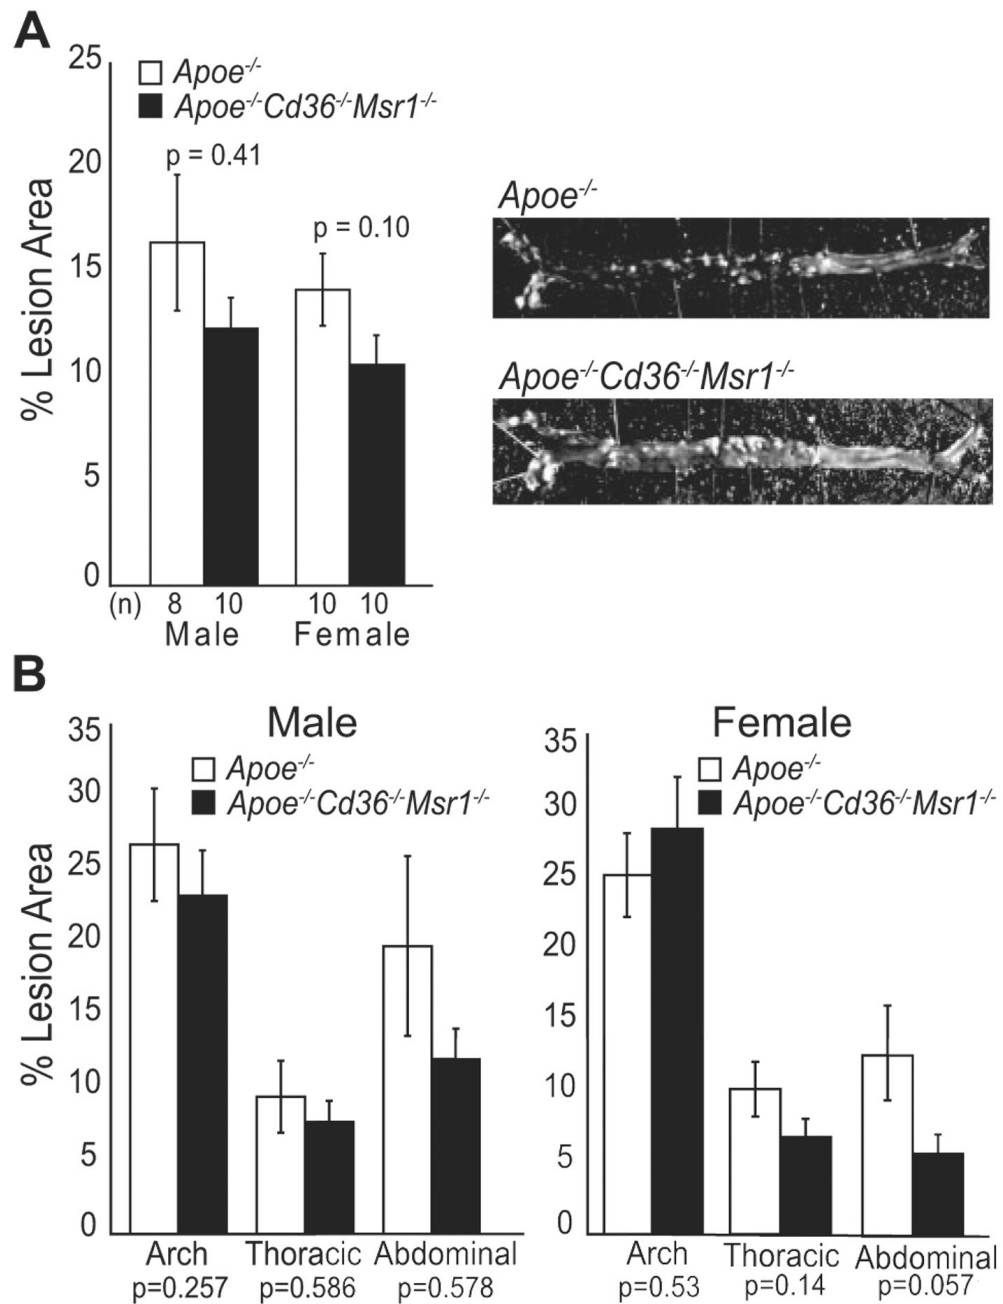 A
25
20
15
10
5
0
% Lesion Area
Apoe-/-
Apoe-/-Cd36-/-Msr1-/-
p = 0.41
p = 0.10
(n) 8 10 10 10
Male Female
Apoe-/-
Apoe-/-Cd36-/-Msr1-/-
B
Male
35
30
25
20
15
10
5
0
% Lesion Area
Apoe-/-
Apoe-/-Cd36-/-Msr1-/-
Arch Thoracic Abdominal
p=0.257 p=0.586 p=0.578
Female
35
30
25
20
15
10
5
0
Apoe-/-
Apoe-/-Cd36-/-Msr1-/-
Arch Thoracic Abdominal
p=0.53 p=0.14 p=0.057